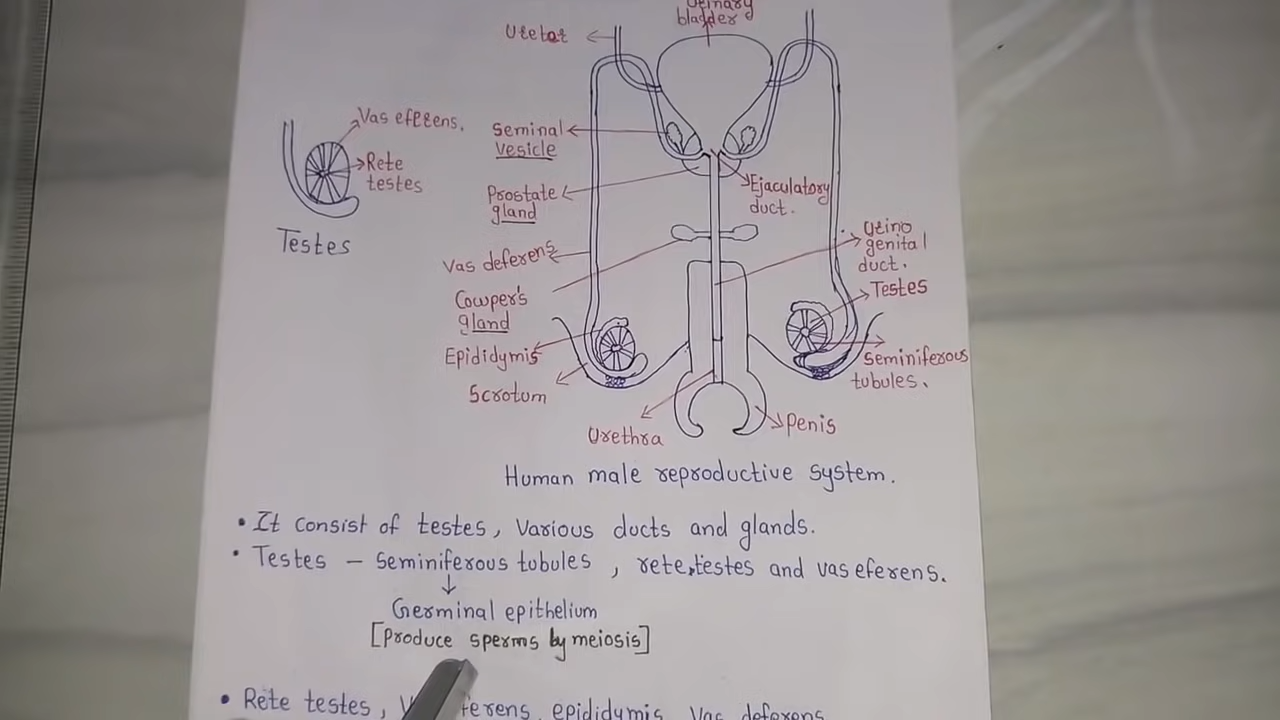 Urinary
bladder
Ureter
Vas efferens.
Rete
testes
Testes
Seminal
vesicle
Prostate
gland
Ejaculatory
duct.
Vas deferens
Urino
genital
duct.
Cowper's
gland
Testes
Epididymis
Seminiferous
tubules.
Scrotum
Urethra
Penis
Human male reproductive system.
• It consist of testes, Various ducts and glands.
• Testes – Seminiferous tubules, rete testes and vas eferens.
Germinal epithelium
[Produce sperms by meiosis]
• Rete testes, epididymis, Vas deferens